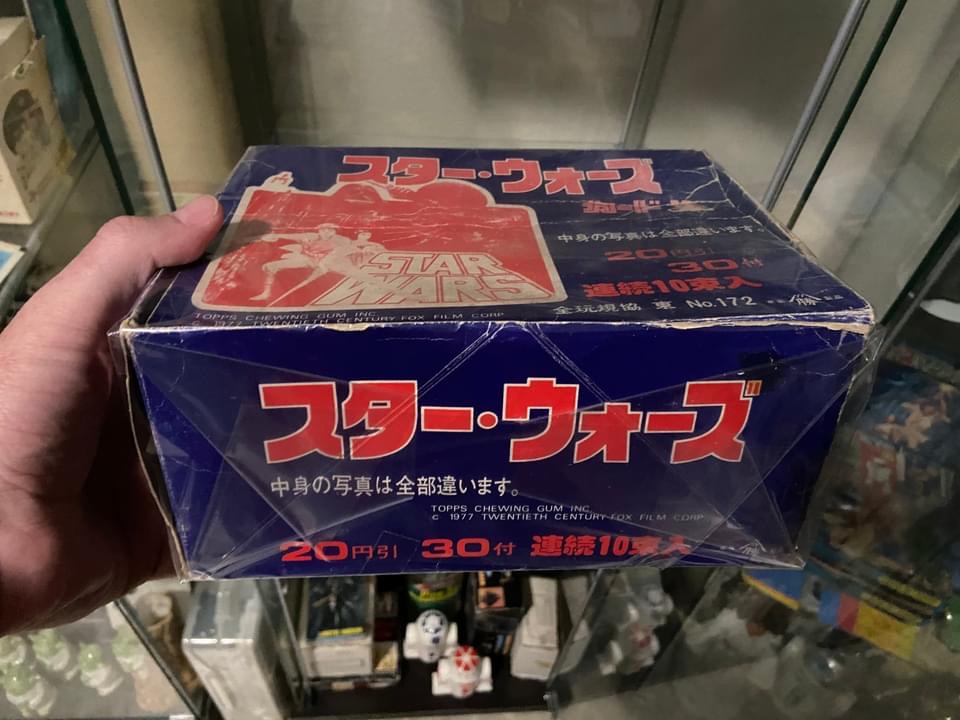 スター・ウォーズ
STAR
WARS
中身の写真は全部違います。
20円引
30付
連続10束入
全玩規協 東 No.172
TOPPS CHEWING GUM INC.
© 1977 TWENTIETH CENTURY FOX FILM CORP
スター・ウォーズ
中身の写真は全部違います。
TOPPS CHEWING GUM INC.
© 1977 TWENTIETH CENTURY FOX FILM CORP
20円引 30付 連続10束入